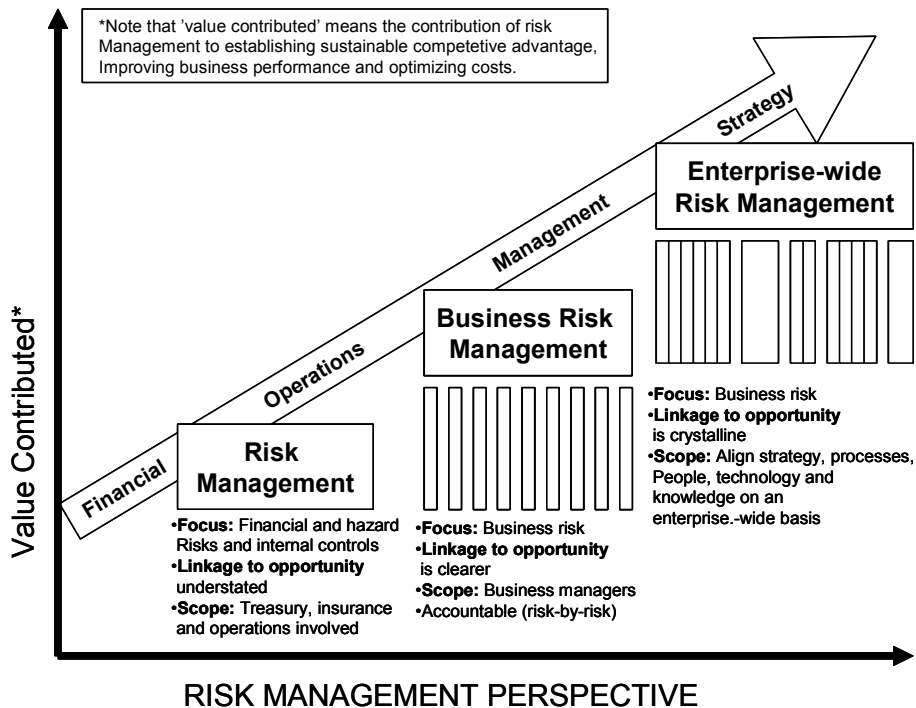 *Note that 'value contributed' means the contribution of risk
Management to establishing sustainable competetive advantage,
Improving business performance and optimizing costs.
Strategy
Enterprise-wide
Risk Management
Management
Business Risk
Management
Operations
•Focus: Business risk
•Linkage to opportunity
is crystalline
•Scope: Align strategy, processes,
People, technology and
knowledge on an
enterprise.-wide basis
Financial
Risk
Management
•Focus: Financial and hazard
Risks and internal controls
•Linkage to opportunity
understated
•Scope: Treasury, insurance
and operations involved
•Focus: Business risk
•Linkage to opportunity
is clearer
•Scope: Business managers
•Accountable (risk-by-risk)
Value Contributed*
RISK MANAGEMENT PERSPECTIVE